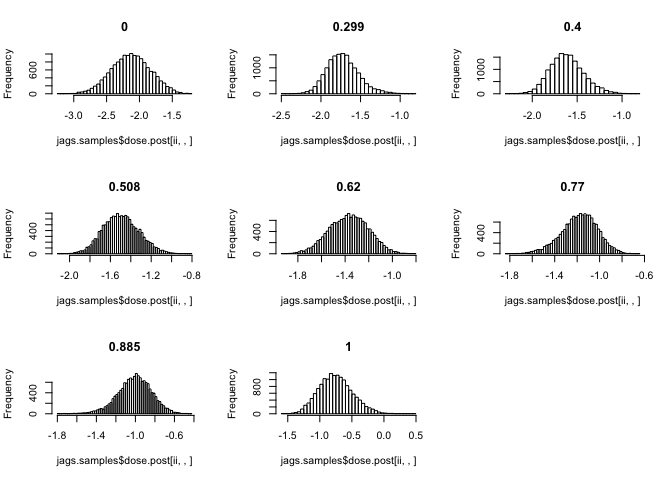 0
Frequency
0 600
-3.0 -2.5 -2.0 -1.5
jags.samples$dose.post[ii, , ]
0.299
Frequency
0 1000
-2.5 -2.0 -1.5 -1.0
jags.samples$dose.post[ii, , ]
0.4
Frequency
0 1000
-2.0 -1.5 -1.0
jags.samples$dose.post[ii, , ]
0.508
Frequency
0 400
-2.0 -1.6 -1.2 -0.8
jags.samples$dose.post[ii, , ]
0.62
Frequency
0 400
-1.8 -1.4 -1.0
jags.samples$dose.post[ii, , ]
0.77
Frequency
0 400
-1.8 -1.4 -1.0 -0.6
jags.samples$dose.post[ii, , ]
0.885
Frequency
0 400
-1.8 -1.4 -1.0 -0.6
jags.samples$dose.post[ii, , ]
1
Frequency
0 800
-1.5 -1.0 -0.5 0.0 0.5
jags.samples$dose.post[ii, , ]